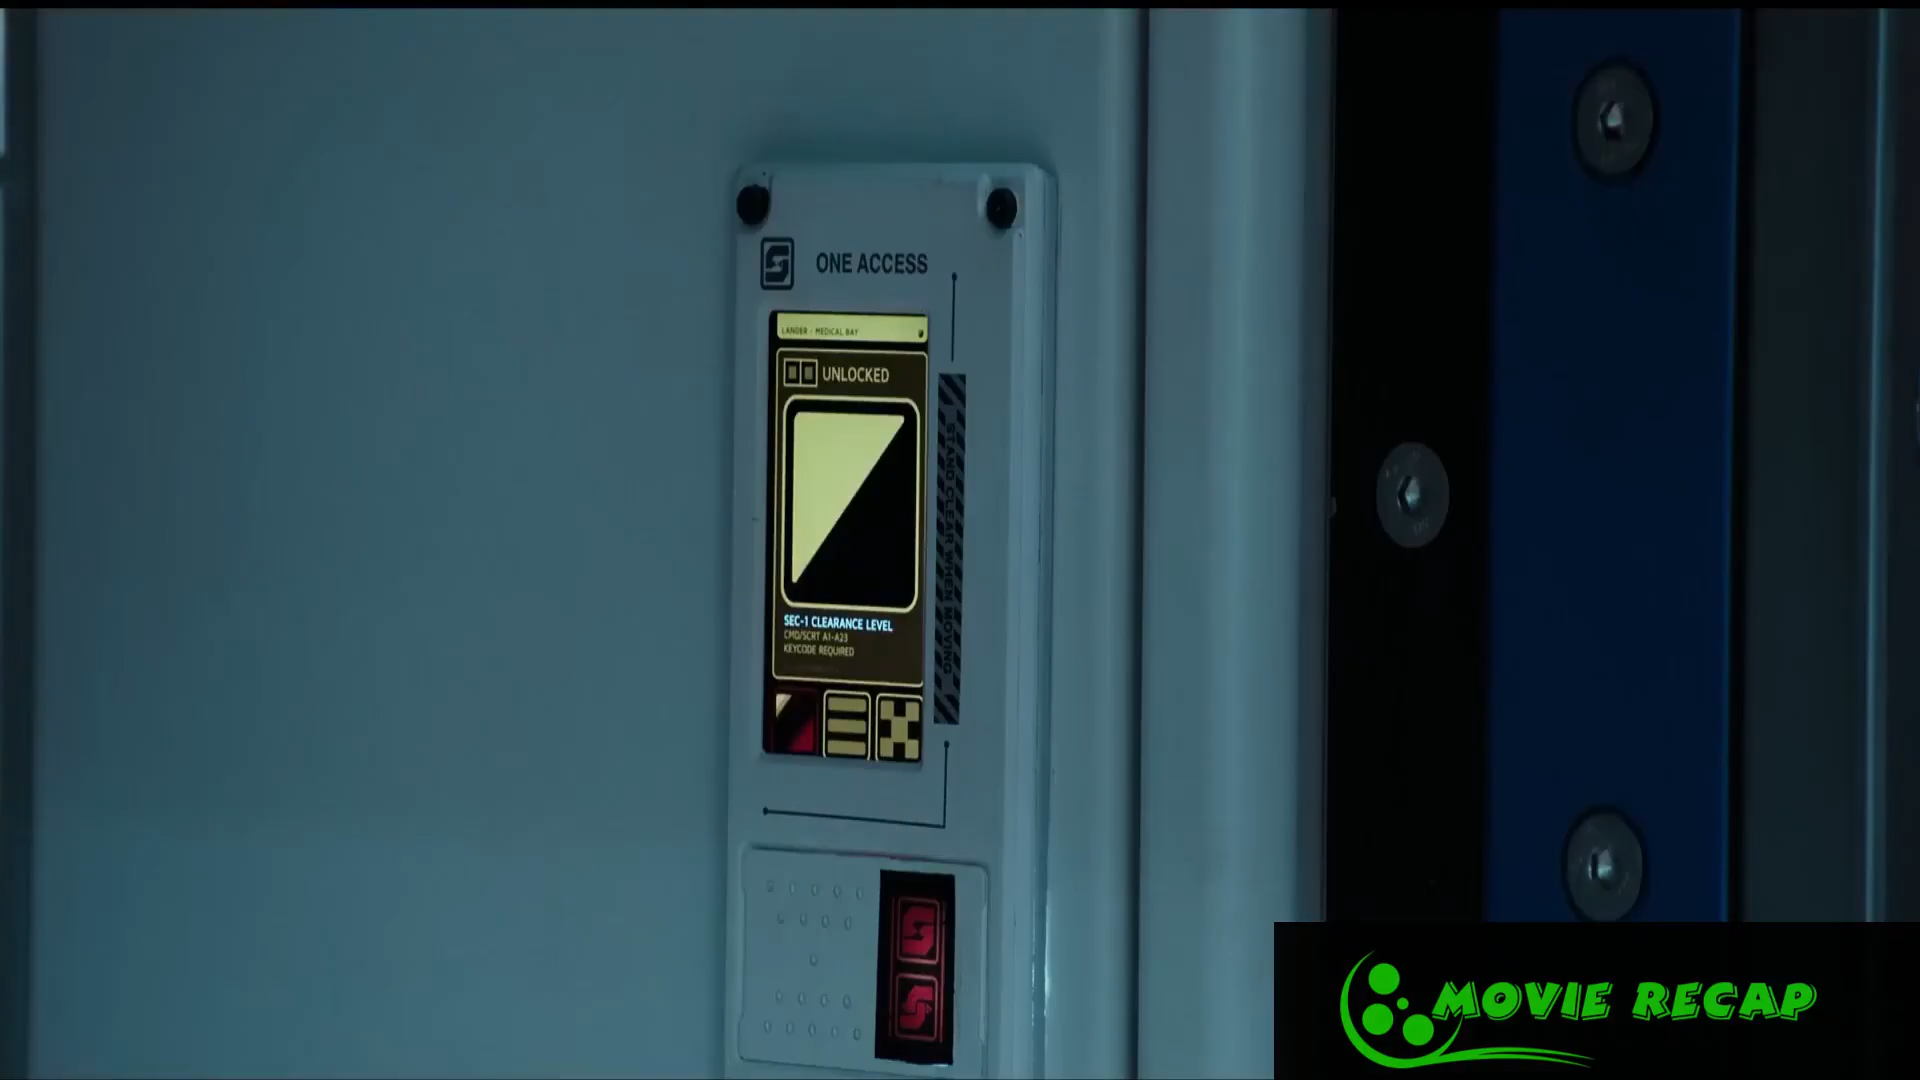 ONE ACCESS
LANDER - MEDICAL BAY
UNLOCKED
STAND CLEAR WHEN MOVING
SEC-1 CLEARANCE LEVEL
CMD/SCRT A1-A23
KEYCODE REQUIRED
MOVIE RECAP